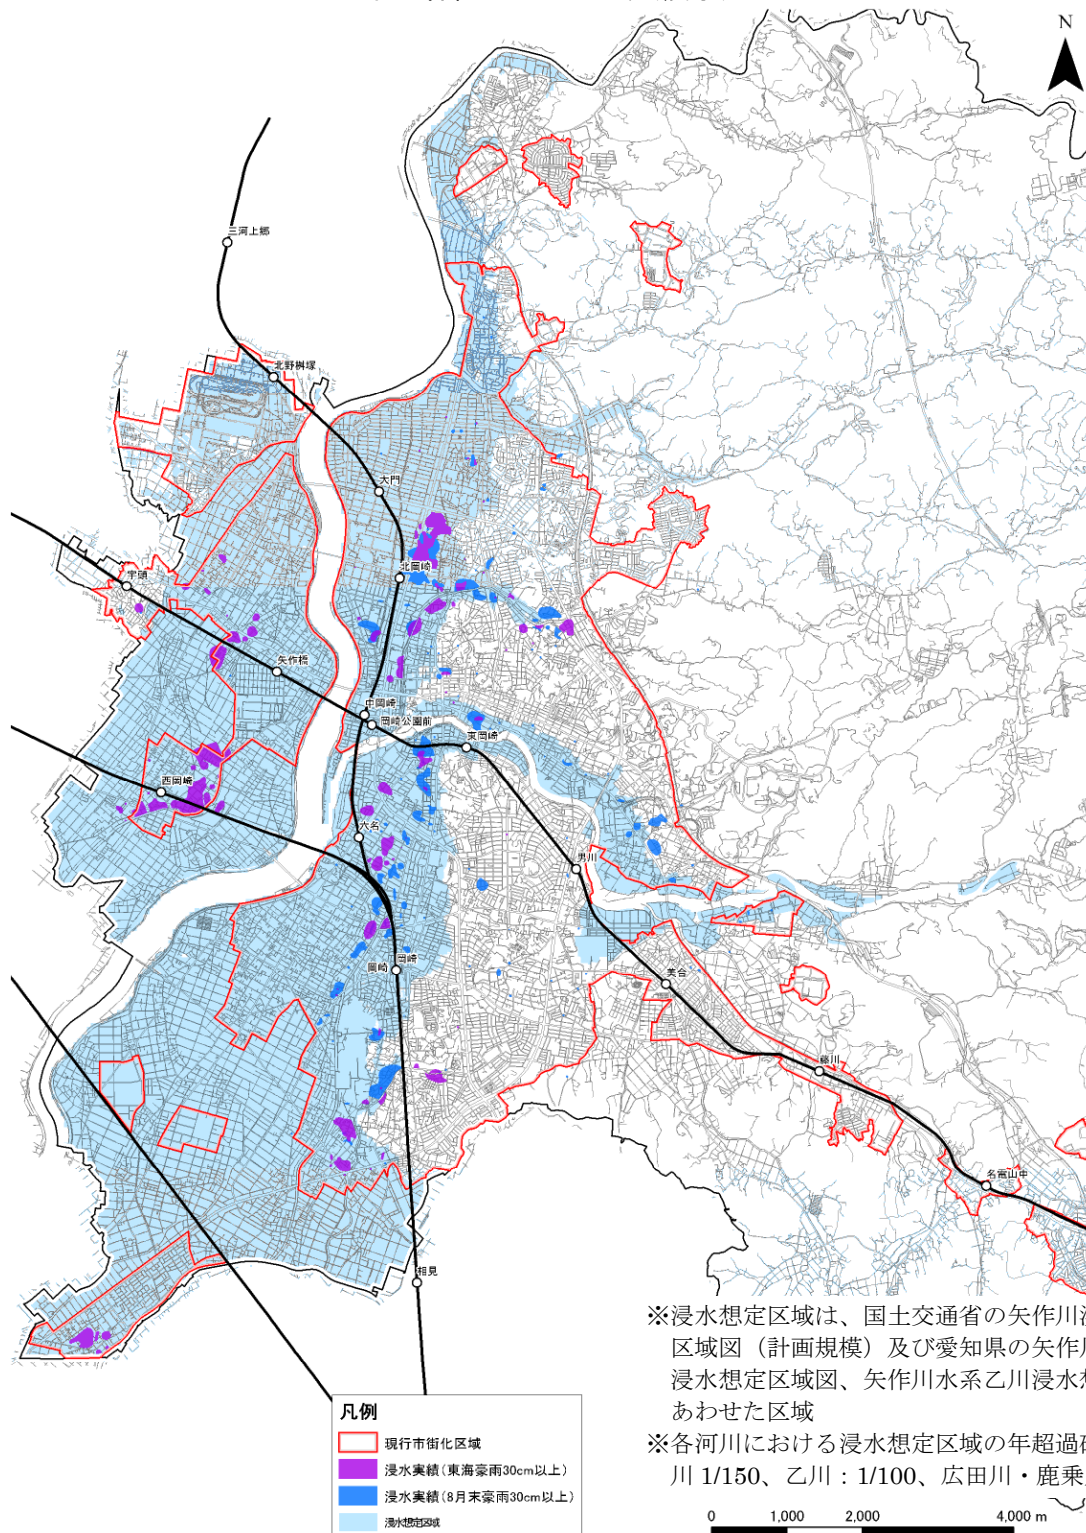 N
三河上郷
北野桝塚
大門
北岡崎
宇頭
矢作橋
中岡崎
岡崎公園前
東岡崎
西岡崎
六名
男川
岡崎
岡崎
美合
藤川
名電山中
相見
※浸水想定区域は、国土交通省の矢作川
区域図（計画規模）及び愛知県の矢作
浸水想定区域図、矢作川水系乙川浸水
あわせた区域
※各河川における浸水想定区域の年超過
川 1/150、乙川：1/100、広田川・鹿乗
凡例
現行市街化区域
浸水実績（東海豪雨30cm以上）
浸水実績（8月末豪雨30cm以上）
浸水想定区域
0 1,000 2,000 4,000 m